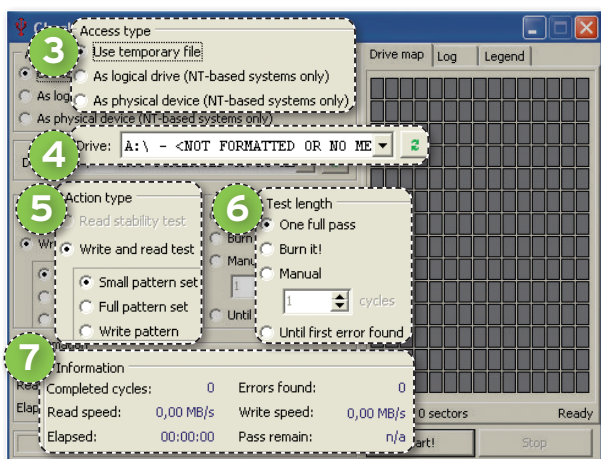 3
Access type
Use temporary file
As logical drive (NT-based systems only)
As physical device (NT-based systems only)
As physical device (NT-based systems only)
Drive map
Log
Legend
4
Drive:
A:\ - <NOT FORMATTED OR NO ME
5
Action type
Read stability test
Write and read test
Small pattern set
Full pattern set
Write pattern
6
Test length
One full pass
Burn it!
Manual
1 cycles
Until first error found
Until
7
Information
Completed cycles: 0 Errors found: 0
Read speed: 0,00 MB/s Write speed: 0,00 MB/s
Elapsed: 00:00:00 Pass remain: n/a
0 sectors
Ready
Stop